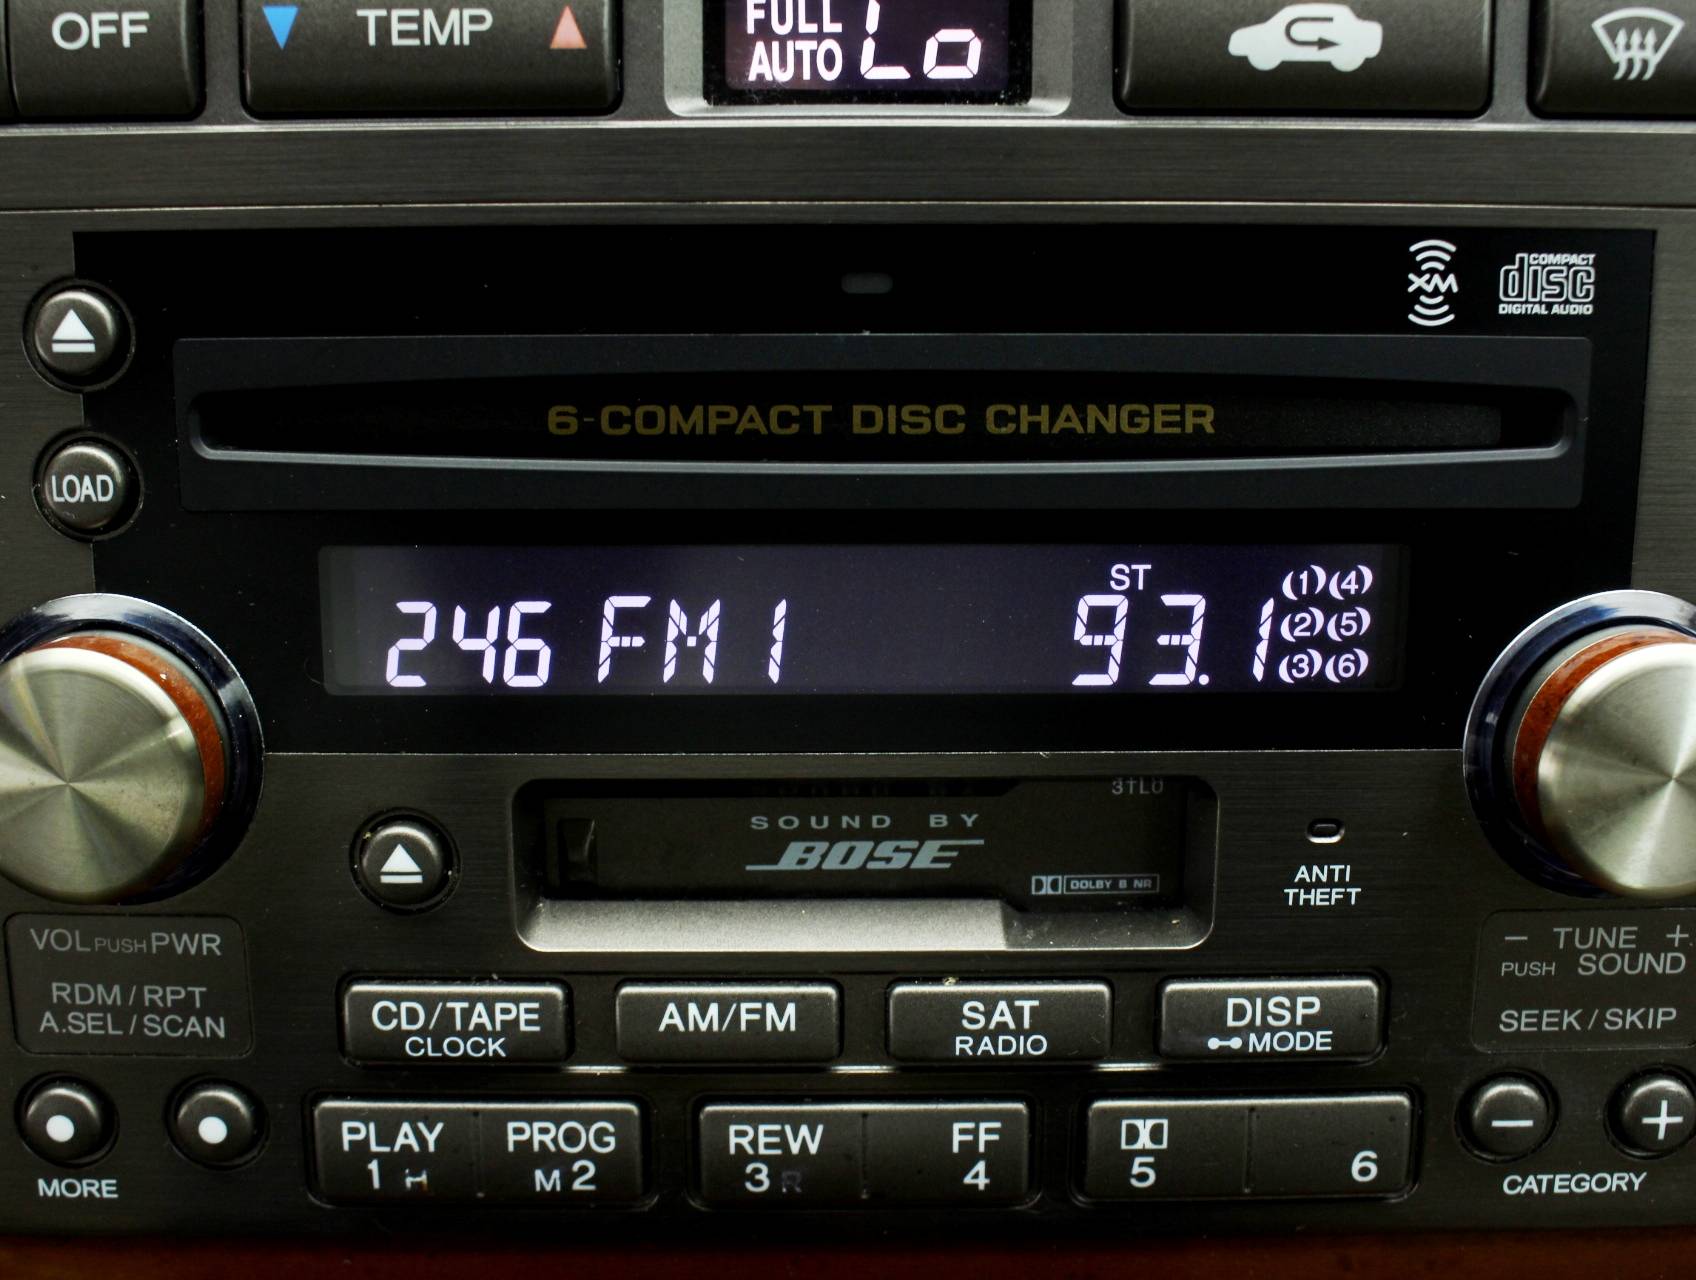 OFF
TEMP
FULL
AUTO
Lo
XM
COMPACT
disc
DIGITAL AUDIO
LOAD
6-COMPACT DISC CHANGER
246 FM1 ST 93.1
(1) (4)
(2) (5)
(3) (6)
SOUND BY
BOSE
DOLBY B NR
ANTI
THEFT
VOL PUSH PWR
RDM / RPT
A.SEL / SCAN
− TUNE +
PUSH SOUND
SEEK / SKIP
CD/TAPE
CLOCK
AM/FM
SAT
RADIO
DISP
MODE
MORE
PLAY
1 H
PROG
M 2
REW
3 R
FF
4
5
6
− +
CATEGORY